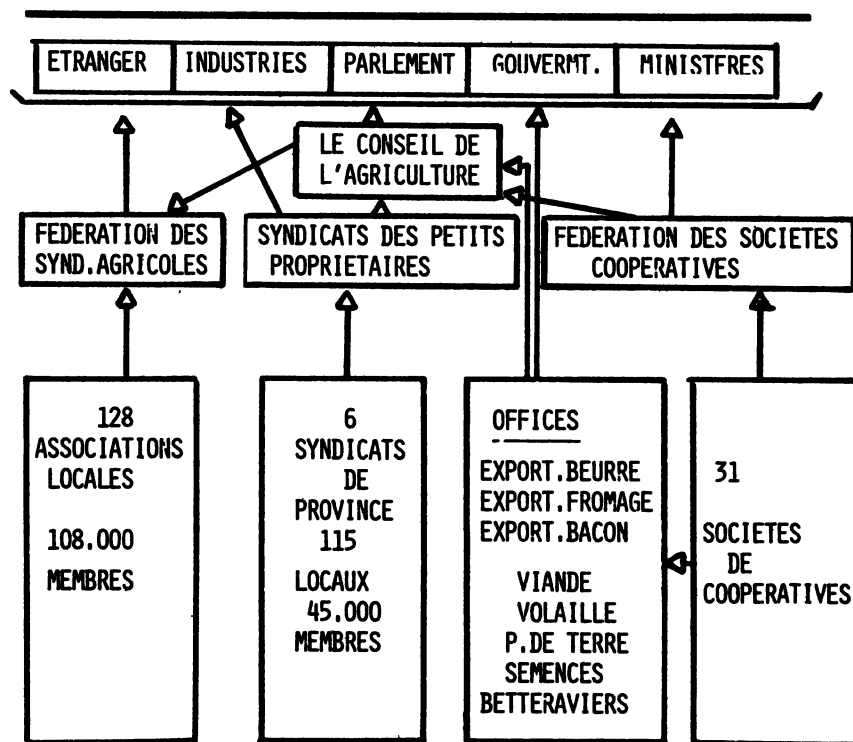 ETRANGER INDUSTRIES PARLEMENT GOUVERMT. MINISTFRES
LE CONSEIL DE
L'AGRICULTURE
FEDERATION DES
SYND.AGRICOLES
SYNDICATS DES PETITS
PROPRIETAIRES
FEDERATION DES SOCIETES
COOPERATIVES
128
ASSOCIATIONS
LOCALES
108.000
MEMBRES
6
SYNDICATS
DE
PROVINCE
115
LOCAUX
45.000
MEMBRES
OFFICES
EXPORT.BEURRE
EXPORT.FROMAGE
EXPORT.BACON
VIANDE
VOLAILLE
P.DE TERRE
SEMENCES
BETTERAVIERS
31
SOCIETES
DE
COOPERATIVES